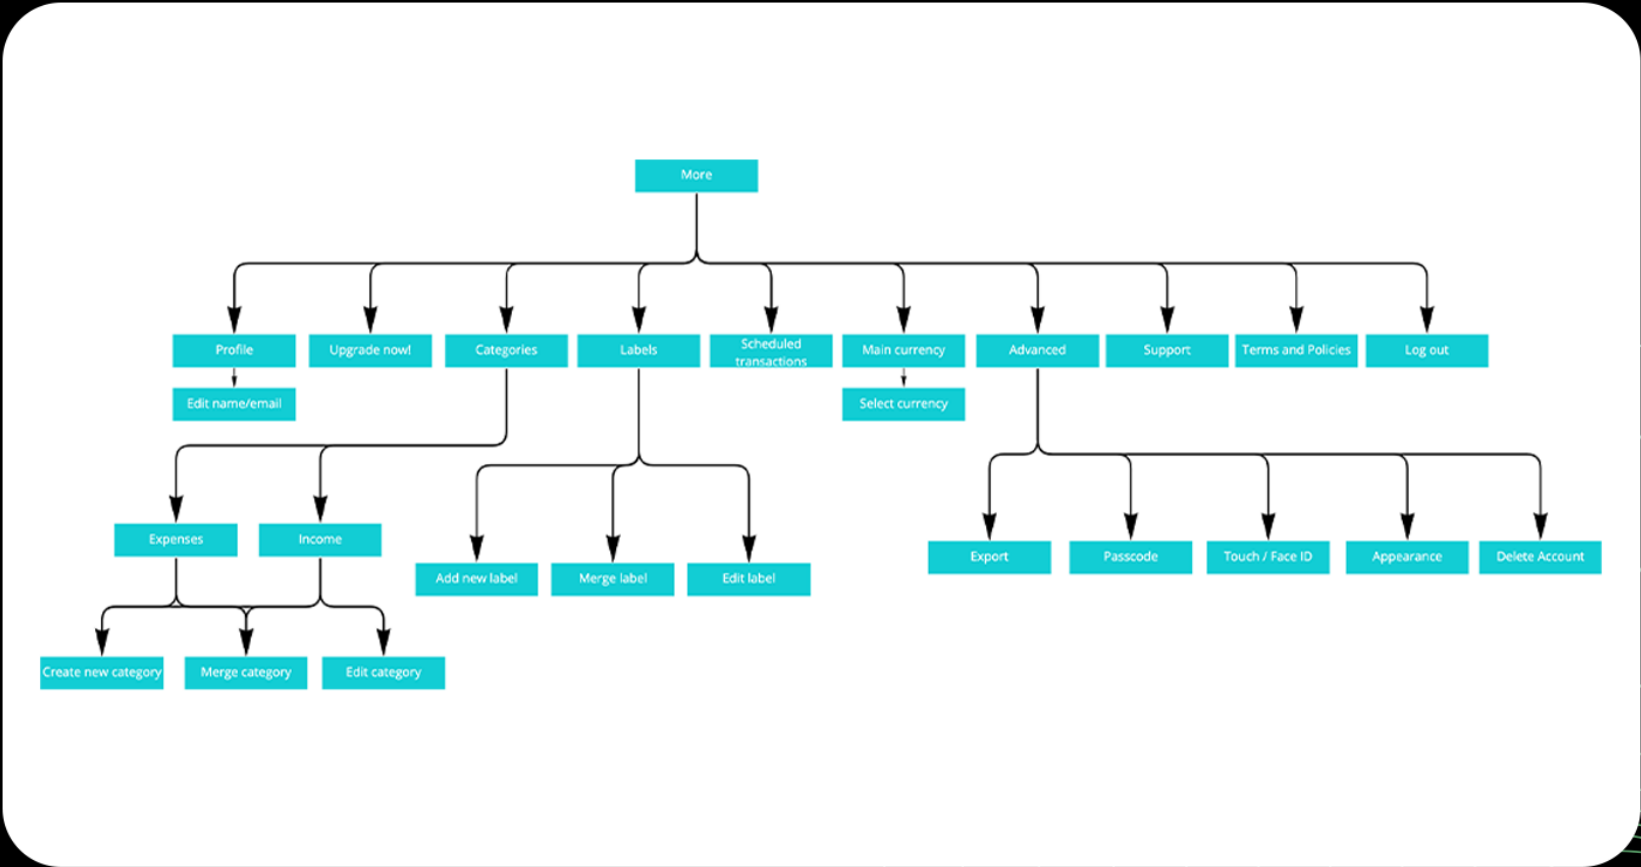 More
Profile
Upgrade now!
Categories
Labels
Scheduled
transactions
Main currency
Advanced
Support
Terms and Policies
Log out
Edit name/email
Select currency
Expenses
Income
Add new label
Merge label
Edit label
Export
Passcode
Touch / Face ID
Appearance
Delete Account
Create new category
Merge category
Edit category